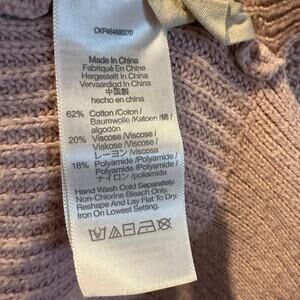 CKP464680270
Made In China
Fabriqué En Chine
Hergestellt In China
Vervaardigd In China
中国製
hecho en china
62% Cotton /Coton /
Baumwolle /Katoen /綿 /
algodón
20% Viscose /Viscose /
Viskose /Viscose /
レーヨン /viscosa
18% Polyamide /Polyamide /
Polyamid /Polyamide /
ナイロン /poliamida
Hand Wash Cold Separately.
Non-Chlorine Bleach Only.
Reshape And Lay Flat To Dry.
Iron On Lowest Setting.